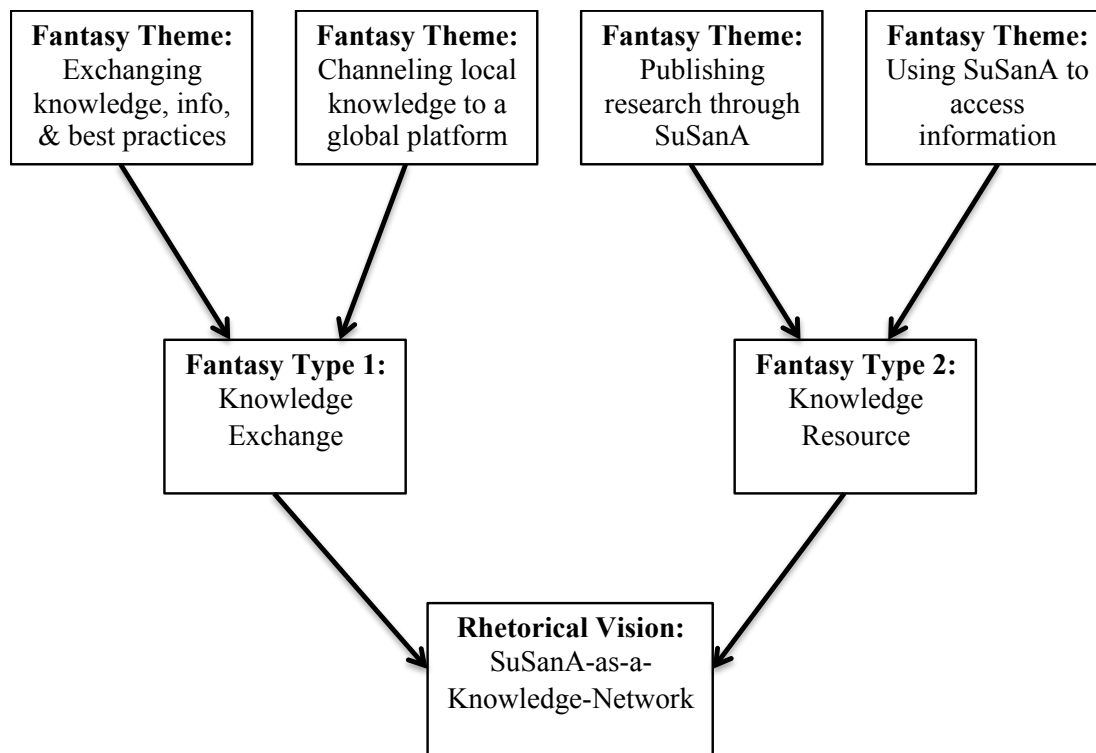 Fantasy Theme:
Exchanging
knowledge, info,
& best practices
Fantasy Theme:
Channeling local
knowledge to a
global platform
Fantasy Theme:
Publishing
research through
SuSanA
Fantasy Theme:
Using SuSanA to
access
information
Fantasy Type 1:
Knowledge
Exchange
Fantasy Type 2:
Knowledge
Resource
Rhetorical Vision:
SuSanA-as-a-
Knowledge-Network